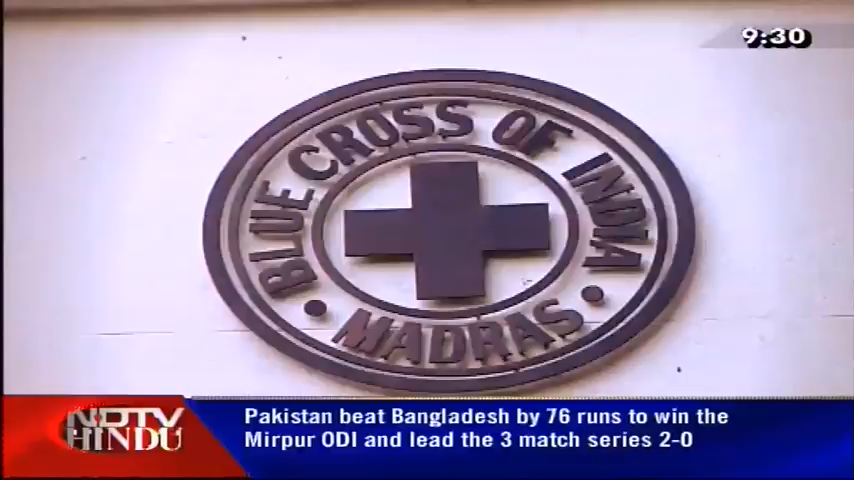 9:30
BLUE CROSS OF INDIA
MADRAS
NDTV
HINDU
Pakistan beat Bangladesh by 76 runs to win the
Mirpur ODI and lead the 3 match series 2-0